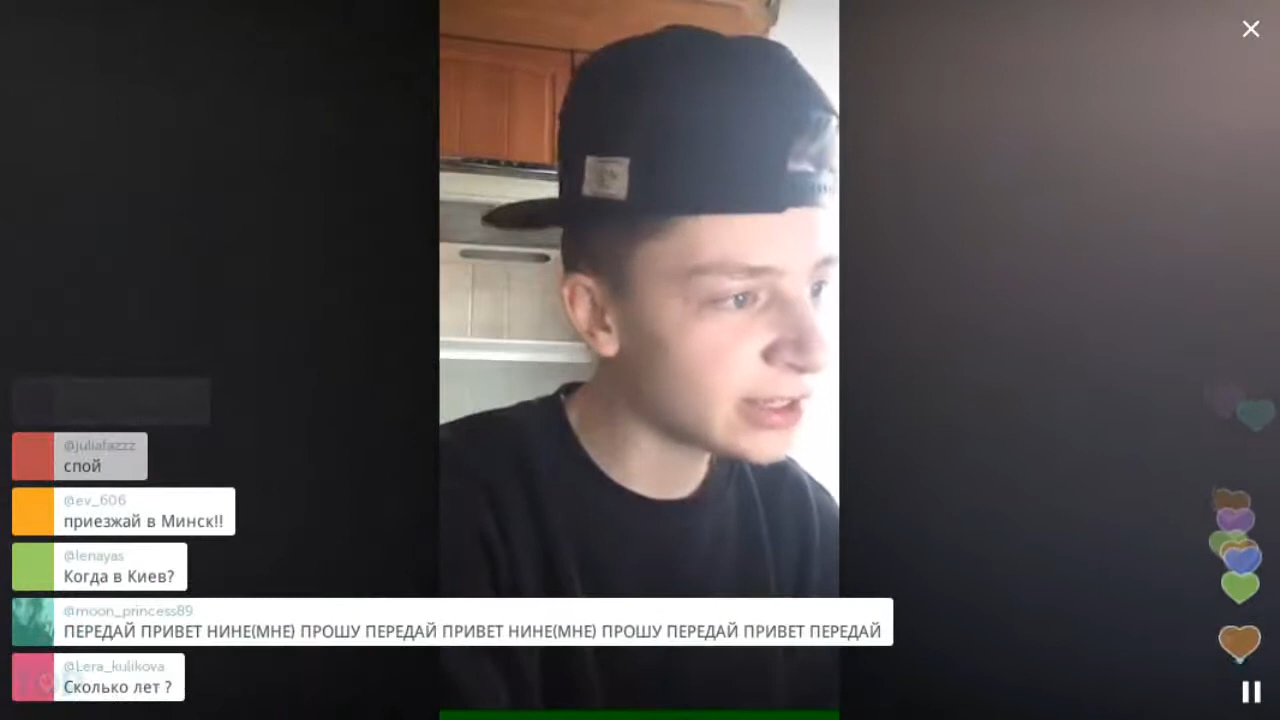 @juliafazzz
спой
@ev_606
приезжай в Минск!!
@lenayas
Когда в Киев?
@moon_princess89
ПЕРЕДАЙ ПРИВЕТ НИНЕ(МНЕ) ПРОШУ ПЕРЕДАЙ ПРИВЕТ НИНЕ(МНЕ) ПРОШУ ПЕРЕДАЙ ПРИВЕТ ПЕРЕДАЙ
@Lera_kulikova
Сколько лет ?